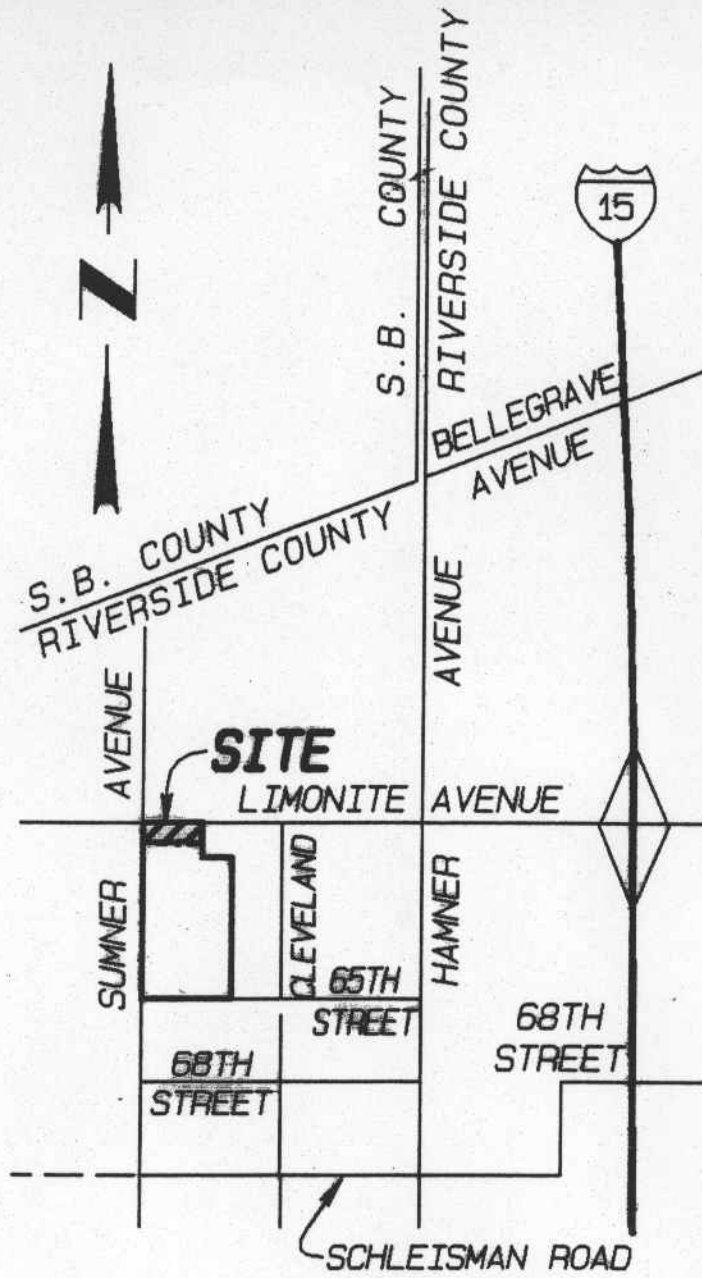 S.B. COUNTY
RIVERSIDE COUNTY
15
N
BELLEGRAVE
AVENUE
S.B. COUNTY
RIVERSIDE COUNTY
AVENUE
AVENUE
SITE
LIMONITE AVENUE
SUMNER
CLEVELAND
HAMNER
65TH
STREET
68TH
STREET
68TH
STREET
SCHLEISMAN ROAD